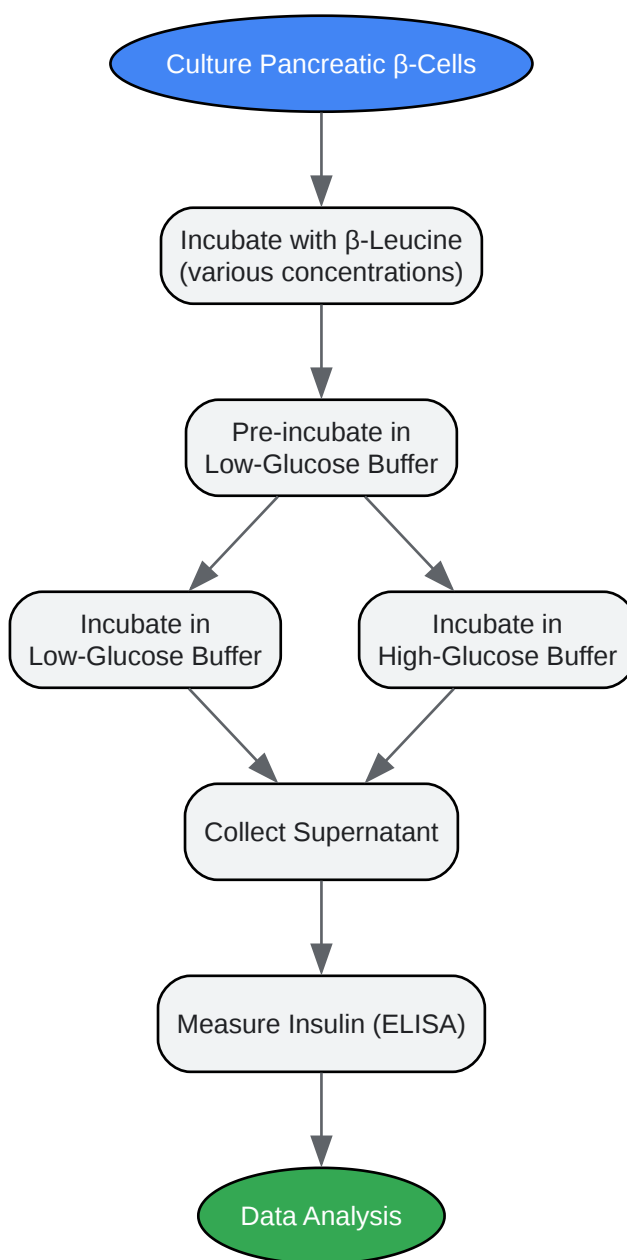 Culture Pancreatic β-Cells
Incubate with β-Leucine
(various concentrations)
Pre-incubate in
Low-Glucose Buffer
Incubate in
Low-Glucose Buffer
Incubate in
High-Glucose Buffer
Collect Supernatant
Measure Insulin (ELISA)
Data Analysis